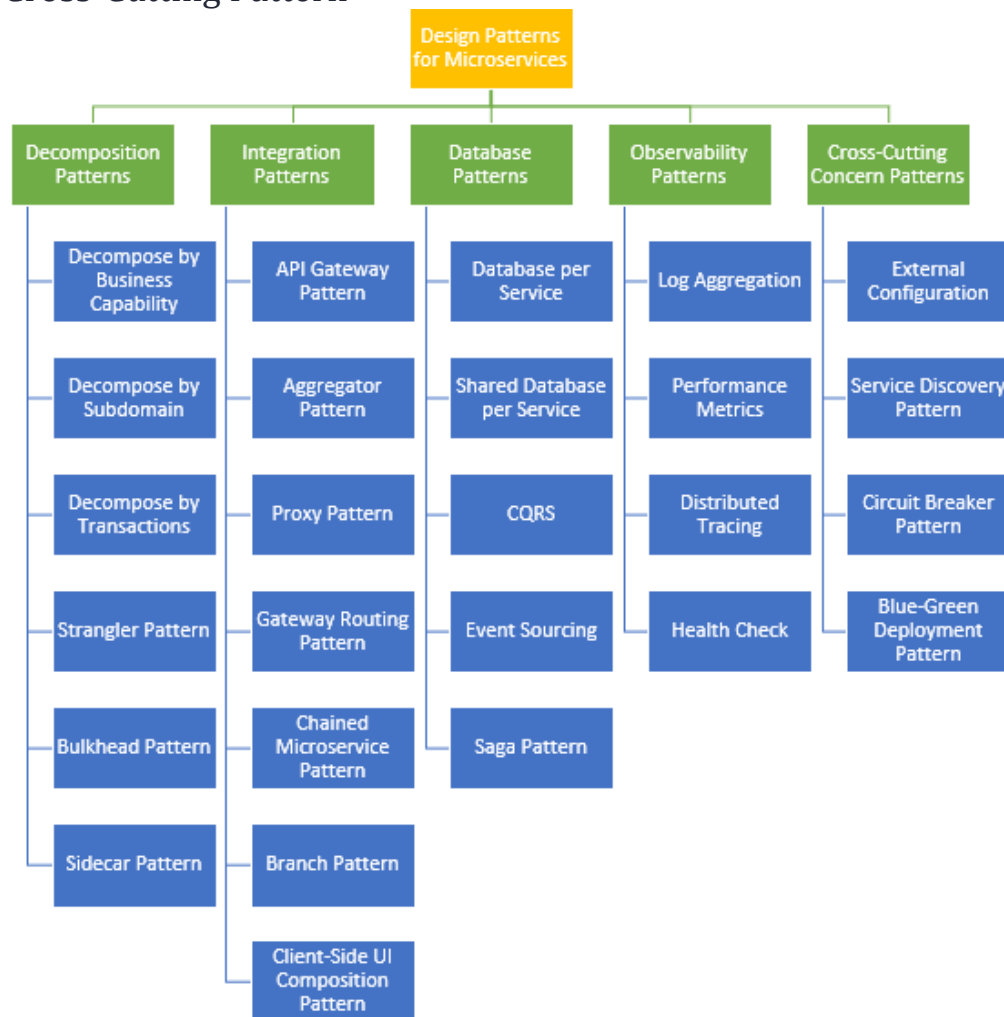 Cross-Cutting Pattern
Design Patterns
for Microservices
Decomposition
Patterns
Integration
Patterns
Database
Patterns
Observability
Patterns
Cross-Cutting
Concern Patterns
Decompose by
Business
Capability
API Gateway
Pattern
Database per
Service
Log Aggregation
External
Configuration
Decompose by
Subdomain
Aggregator
Pattern
Shared Database
per Service
Performance
Metrics
Service Discovery
Pattern
Decompose by
Transactions
Proxy Pattern
CQRS
Distributed
Tracing
Circuit Breaker
Pattern
Strangler Pattern
Gateway Routing
Pattern
Event Sourcing
Health Check
Blue-Green
Deployment
Pattern
Bulkhead Pattern
Chained
Microservice
Pattern
Saga Pattern
Sidecar Pattern
Branch Pattern
Client-Side UI
Composition
Pattern